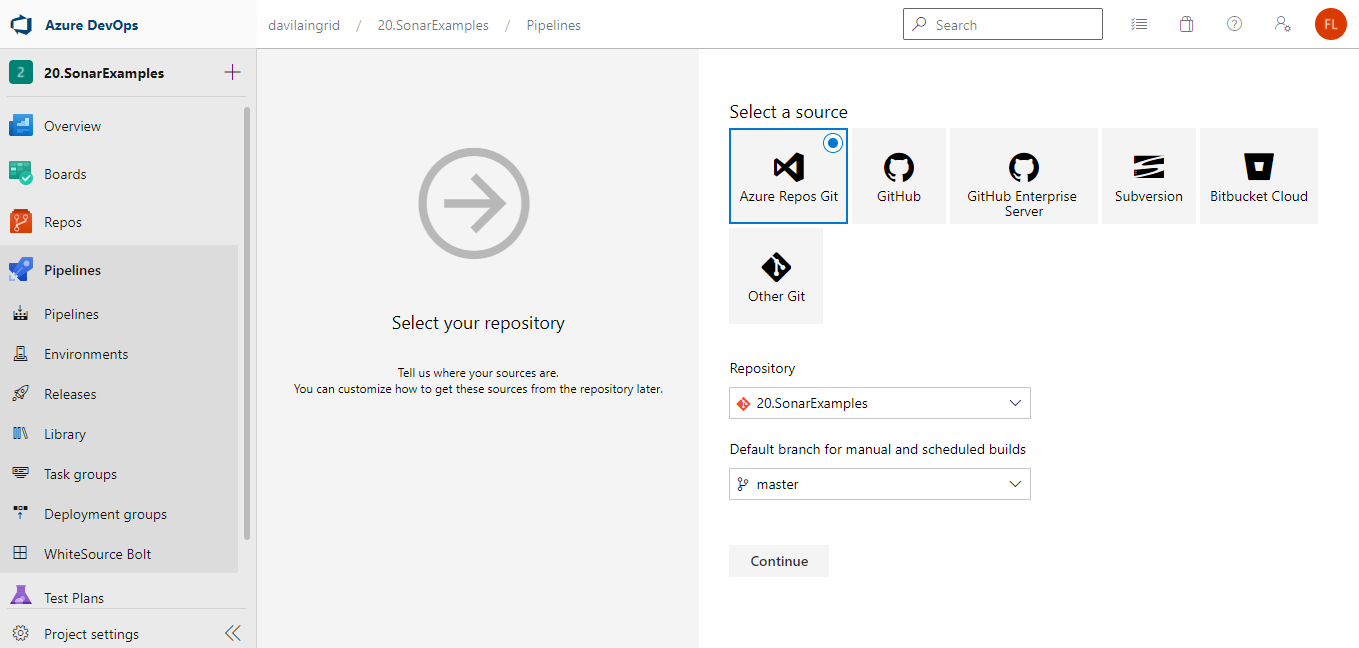 Azure DevOps
davilaingrid / 20.SonarExamples / Pipelines
Search
FL
2 20.SonarExamples
Overview
Boards
Repos
Pipelines
Pipelines
Environments
Releases
Library
Task groups
Deployment groups
WhiteSource Bolt
Test Plans
Project settings
Select your repository
Tell us where your sources are.
You can customize how to get these sources from the repository later.
Select a source
Azure Repos Git
GitHub
GitHub Enterprise
Server
Subversion
Bitbucket Cloud
Other Git
Repository
20.SonarExamples
Default branch for manual and scheduled builds
master
Continue